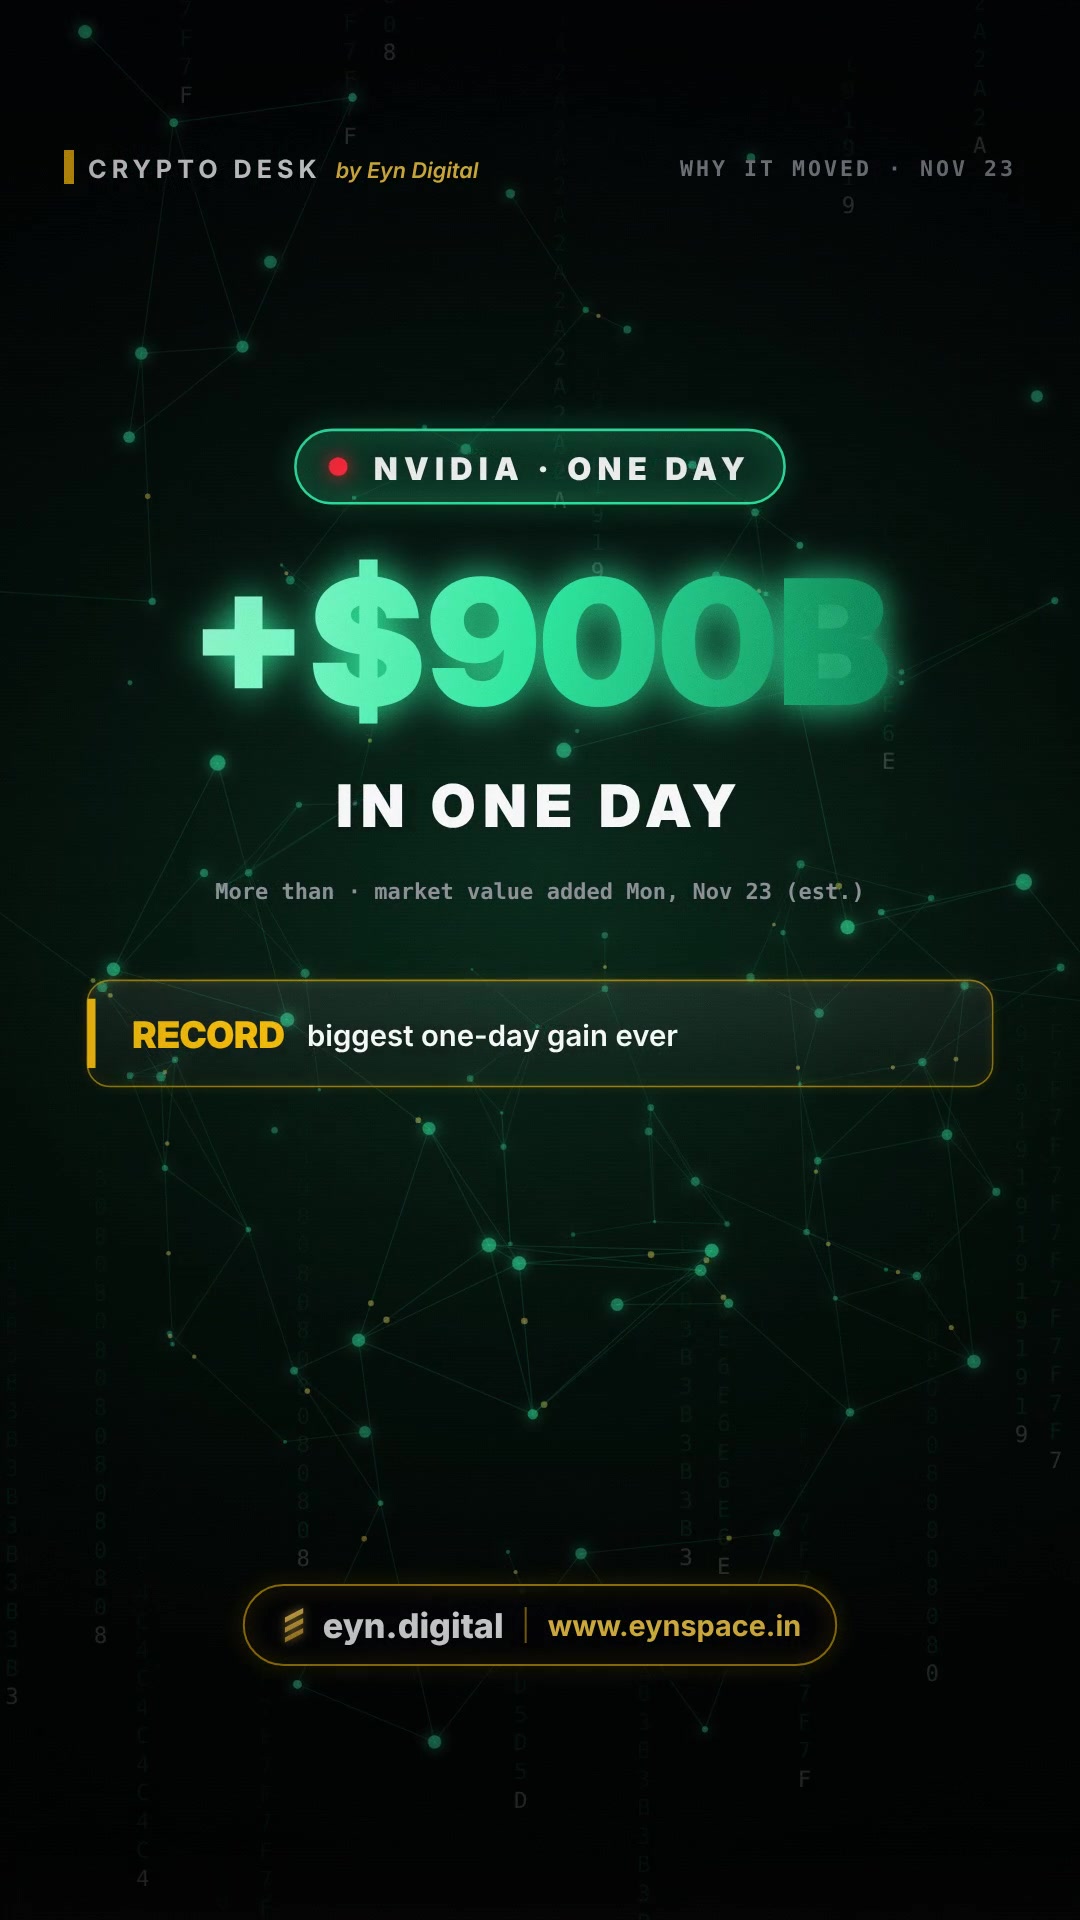 CRYPTO DESK by Eyn Digital
WHY IT MOVED · NOV 23
NVIDIA · ONE DAY
+$900B
IN ONE DAY
More than · market value added Mon, Nov 23 (est.)
RECORD biggest one-day gain ever
eyn.digital | www.eynspace.in